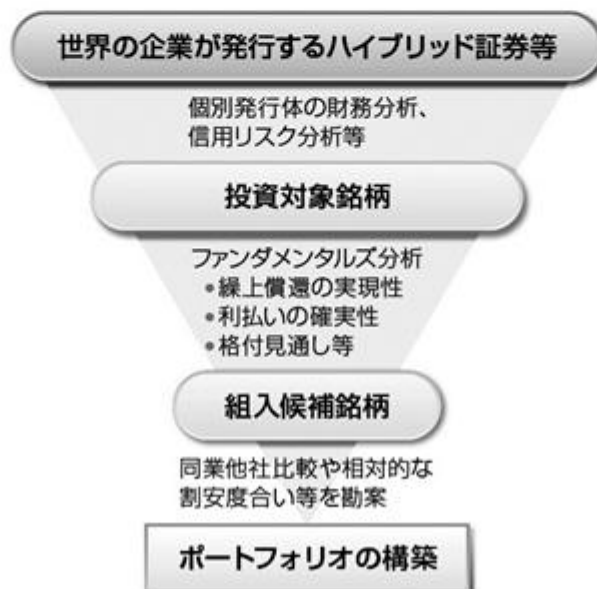 世界の企業が発行するハイブリッド証券等
個別発行体の財務分析、
信用リスク分析等
投資対象銘柄
ファンダメンタルズ分析
•繰上償還の実現性
•利払いの確実性
•格付見通し等
組入候補銘柄
同業他社比較や相対的な
割安度合い等を勘案
ポートフォリオの構築